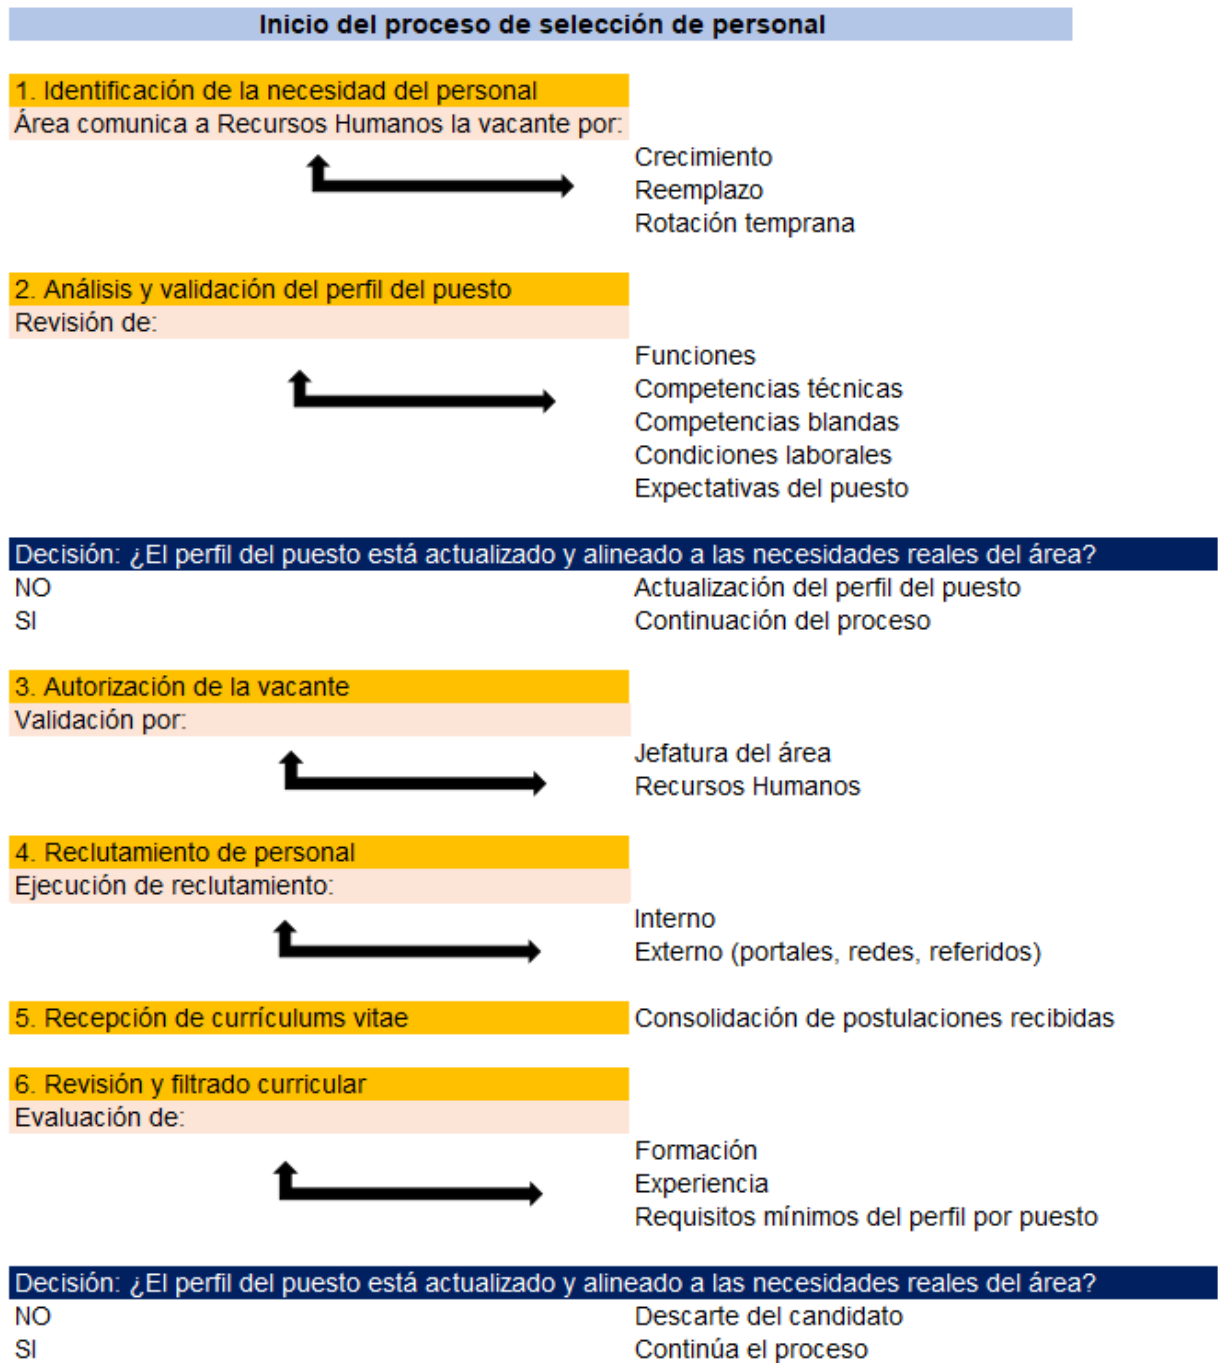 Inicio del proceso de selección de personal
1. Identificación de la necesidad del personal
Área comunica a Recursos Humanos la vacante por:
Crecimiento
Reemplazo
Rotación temprana
2. Análisis y validación del perfil del puesto
Revisión de:
Funciones
Competencias técnicas
Competencias blandas
Condiciones laborales
Expectativas del puesto
Decisión: ¿El perfil del puesto está actualizado y alineado a las necesidades reales del área?
NO Actualización del perfil del puesto
SI Continuación del proceso
3. Autorización de la vacante
Validación por:
Jefatura del área
Recursos Humanos
4. Reclutamiento de personal
Ejecución de reclutamiento:
Interno
Externo (portales, redes, referidos)
5. Recepción de currículums vitae Consolidación de postulaciones recibidas
6. Revisión y filtrado curricular
Evaluación de:
Formación
Experiencia
Requisitos mínimos del perfil por puesto
Decisión: ¿El perfil del puesto está actualizado y alineado a las necesidades reales del área?
NO Descarte del candidato
SI Continúa el proceso